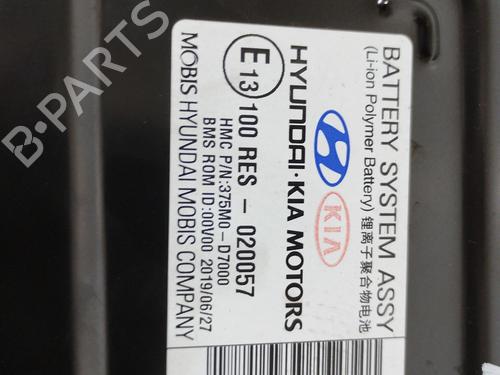 BATTERY SYSTEM ASSY
(Li-ion Polymer Battery) 锂离子聚合物电池
KIA
HYUNDAI·KIA MOTORS
E13 100 RES - 020057
HMC P/N:375M0-D7000
BMS ROM ID:00V00 2019/06/27
MOBIS HYUNDAI MOBIS COMPANY
B-PARTS